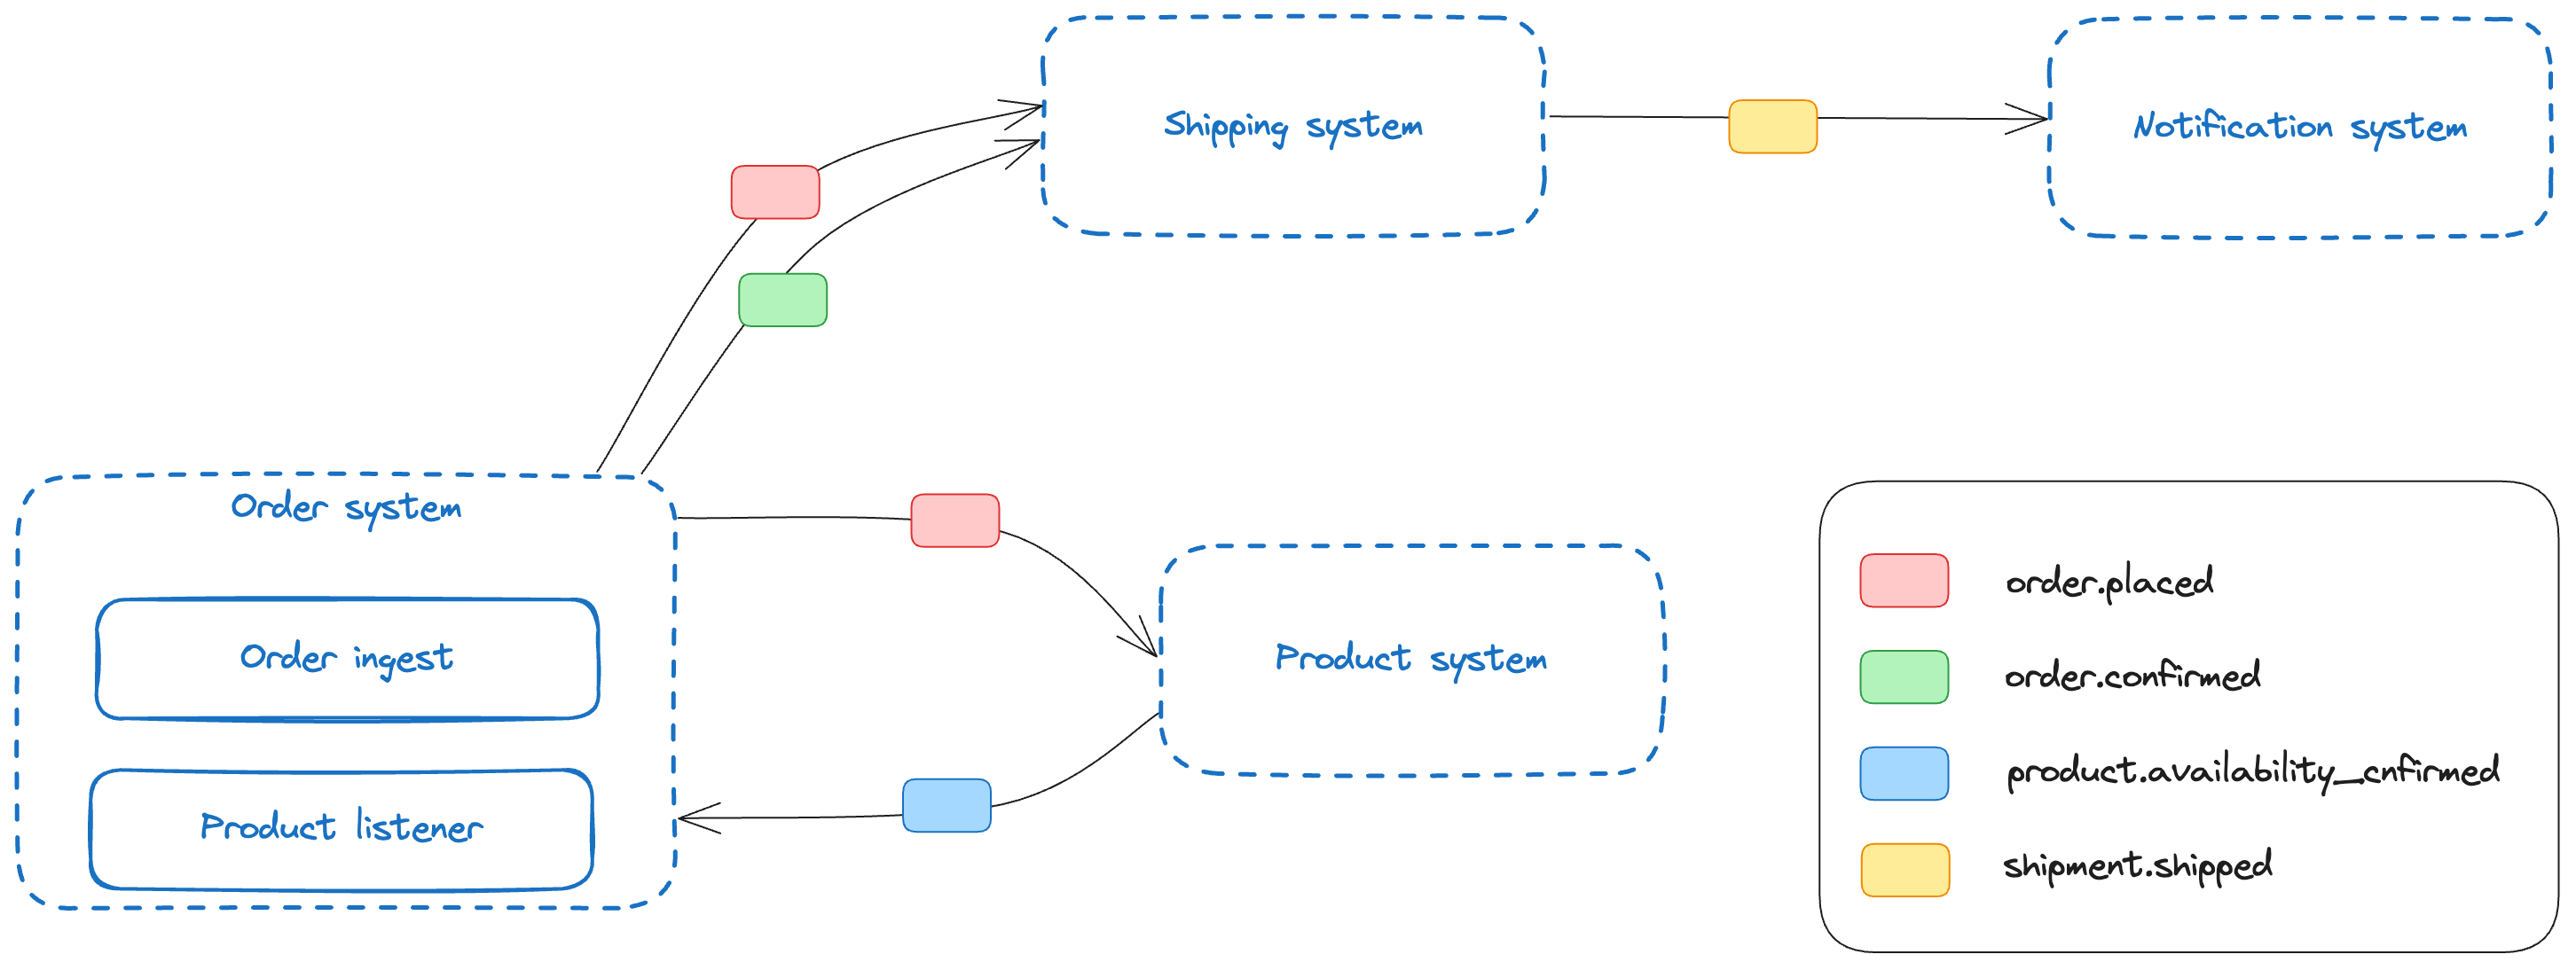 Shipping system
Notification system
Order system
Order ingest
Product listener
Product system
order.placed
order.confirmed
product.availability_cnfirmed
shipment.shipped